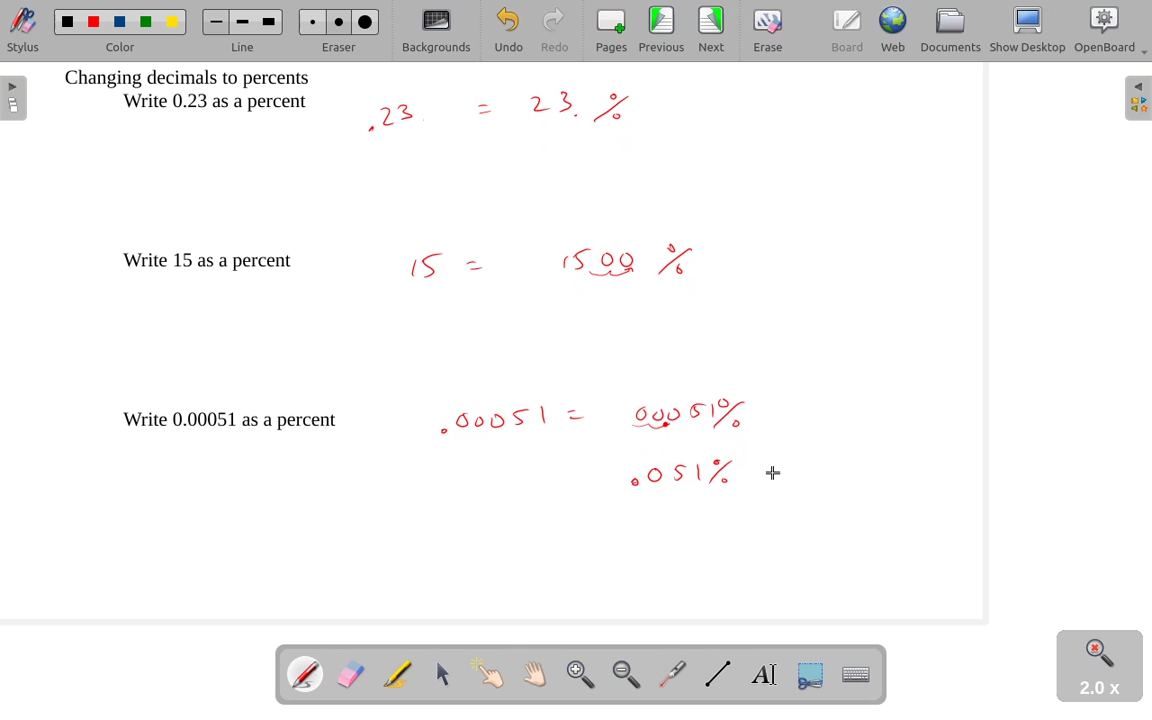 Stylus Color Line Eraser Backgrounds Undo Redo Pages Previous Next Erase Board Web Documents Show Desktop OpenBoard
Changing decimals to percents
Write 0.23 as a percent .23 = 23. %
Write 15 as a percent 15 = 1500 %
Write 0.00051 as a percent .00051 = 00.051%
.051%
2.0 x